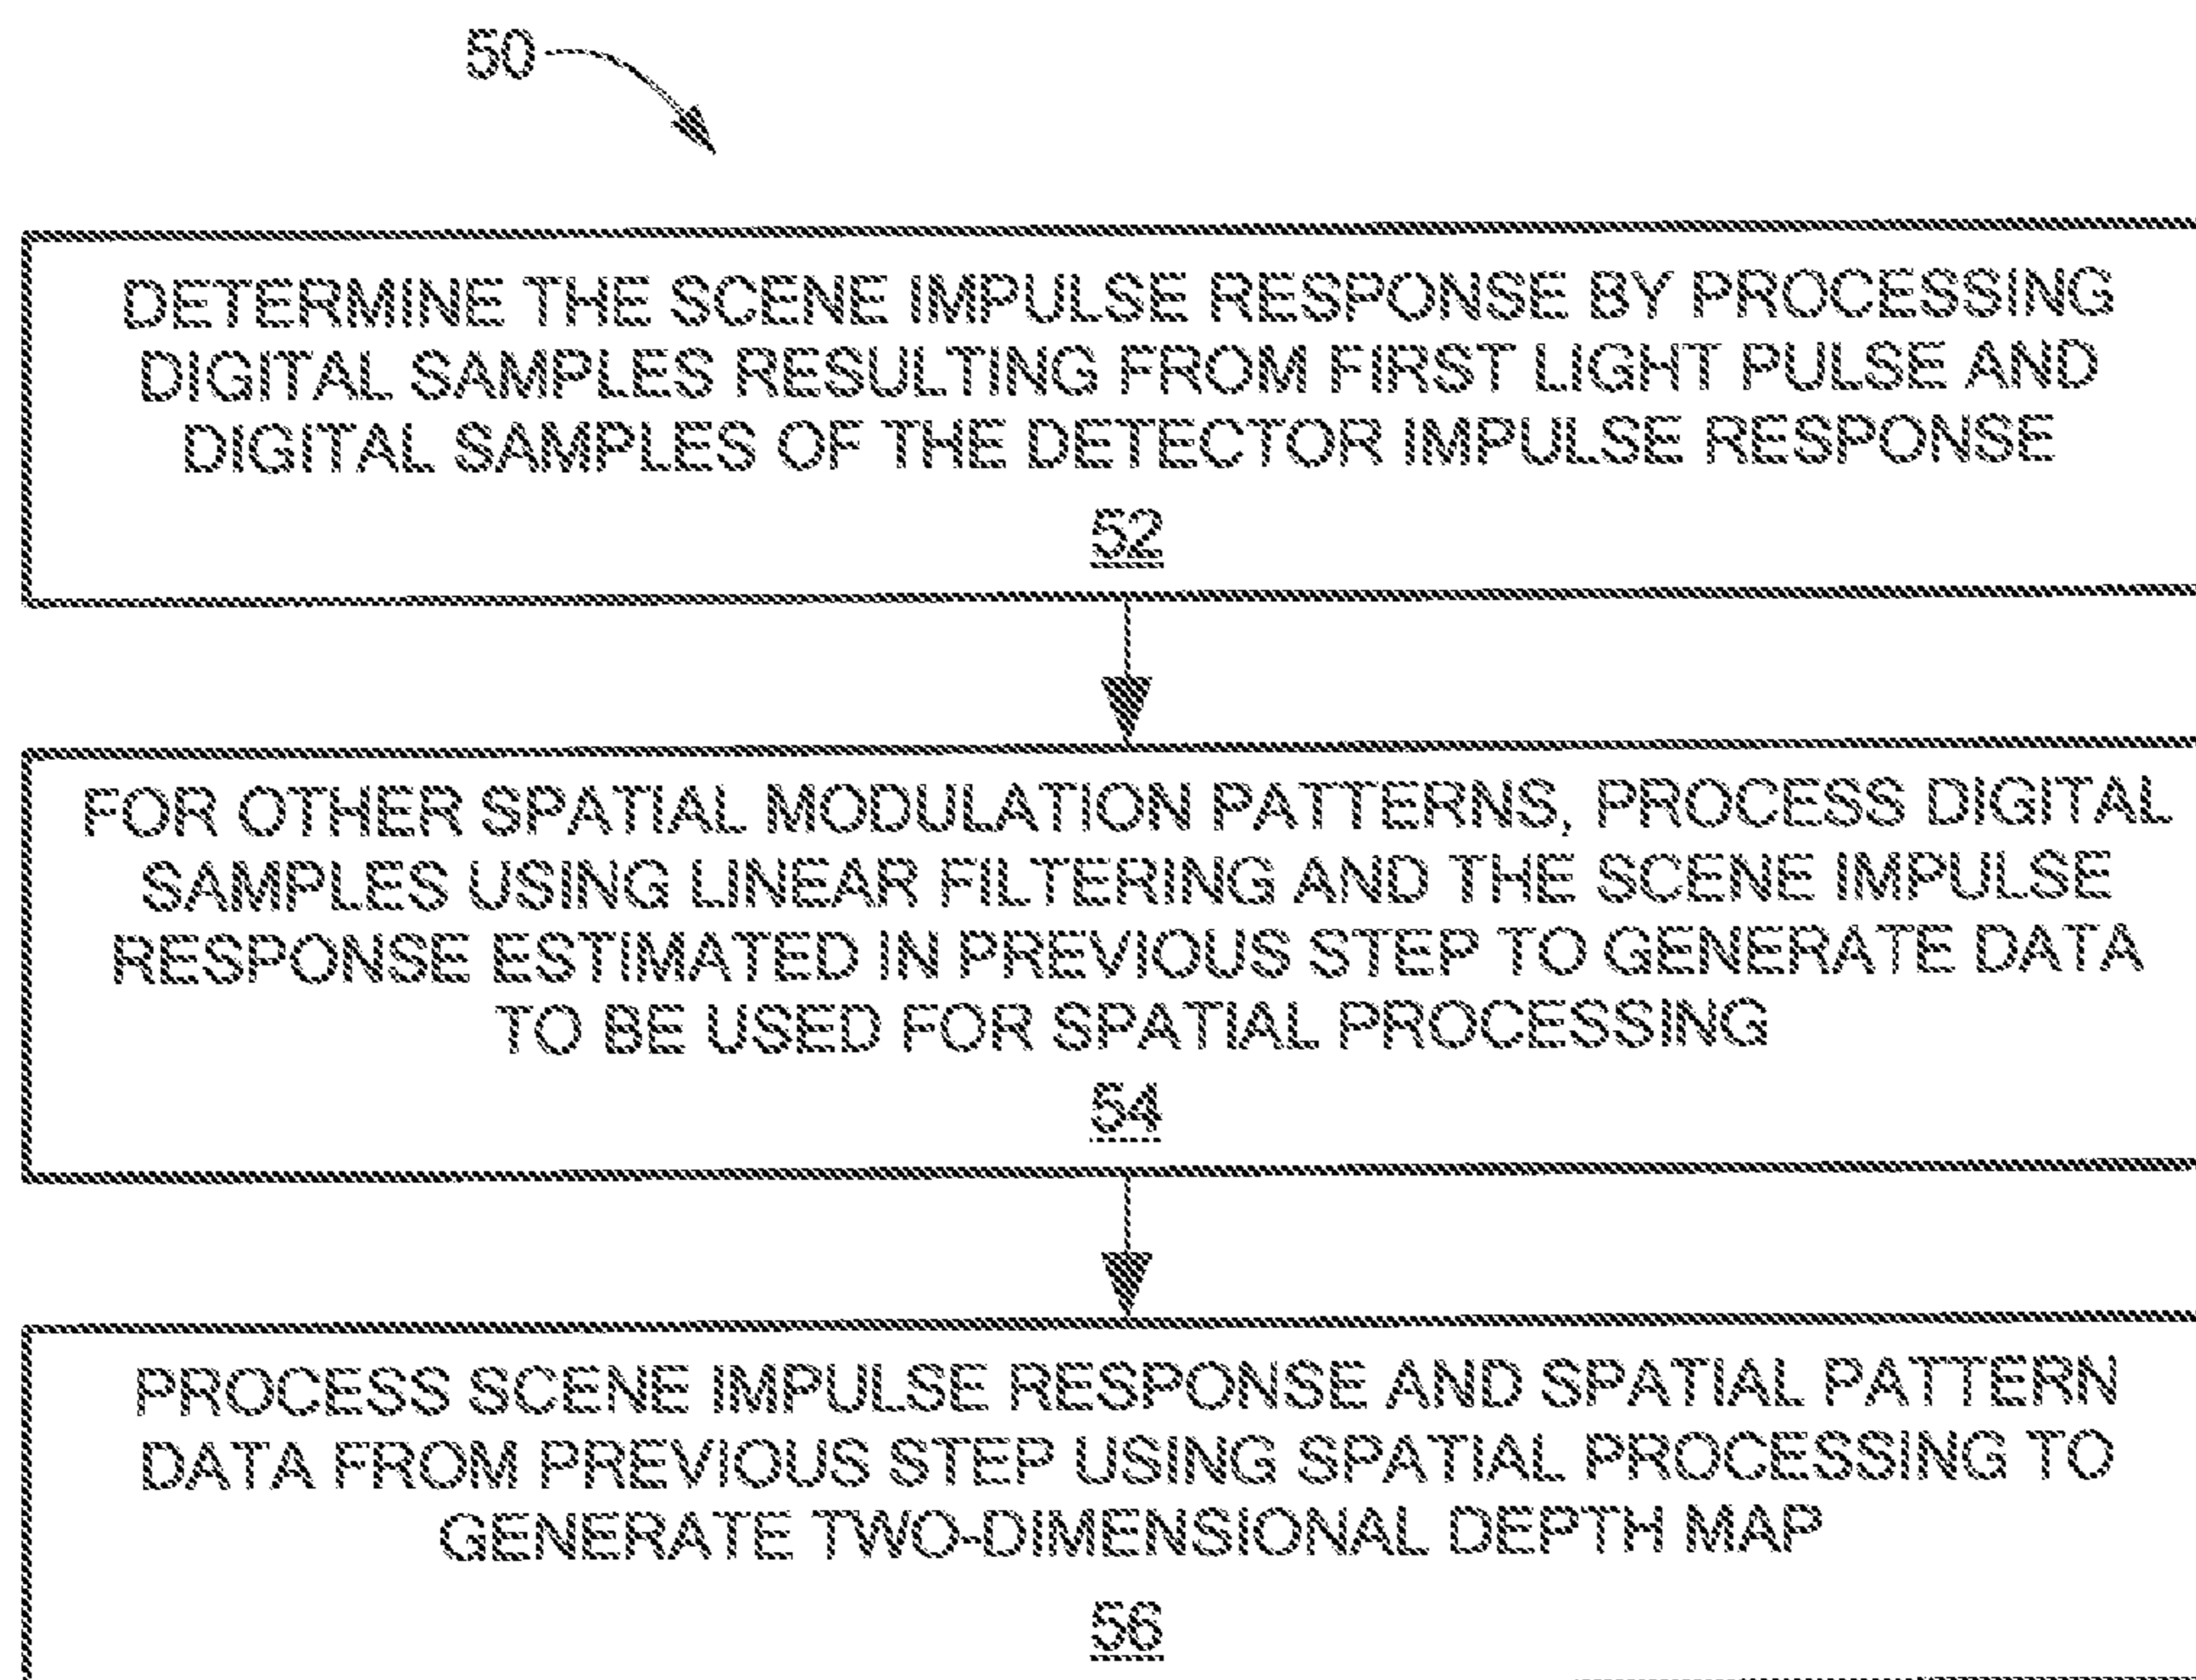 50
DETERMINE THE SCENE IMPULSE RESPONSE BY PROCESSING
DIGITAL SAMPLES RESULTING FROM FIRST LIGHT PULSE AND
DIGITAL SAMPLES OF THE DETECTOR IMPULSE RESPONSE
52
FOR OTHER SPATIAL MODULATION PATTERNS, PROCESS DIGITAL
SAMPLES USING LINEAR FILTERING AND THE SCENE IMPULSE
RESPONSE ESTIMATED IN PREVIOUS STEP TO GENERATE DATA
TO BE USED FOR SPATIAL PROCESSING
54
PROCESS SCENE IMPULSE RESPONSE AND SPATIAL PATTERN
DATA FROM PREVIOUS STEP USING SPATIAL PROCESSING TO
GENERATE TWO-DIMENSIONAL DEPTH MAP
56